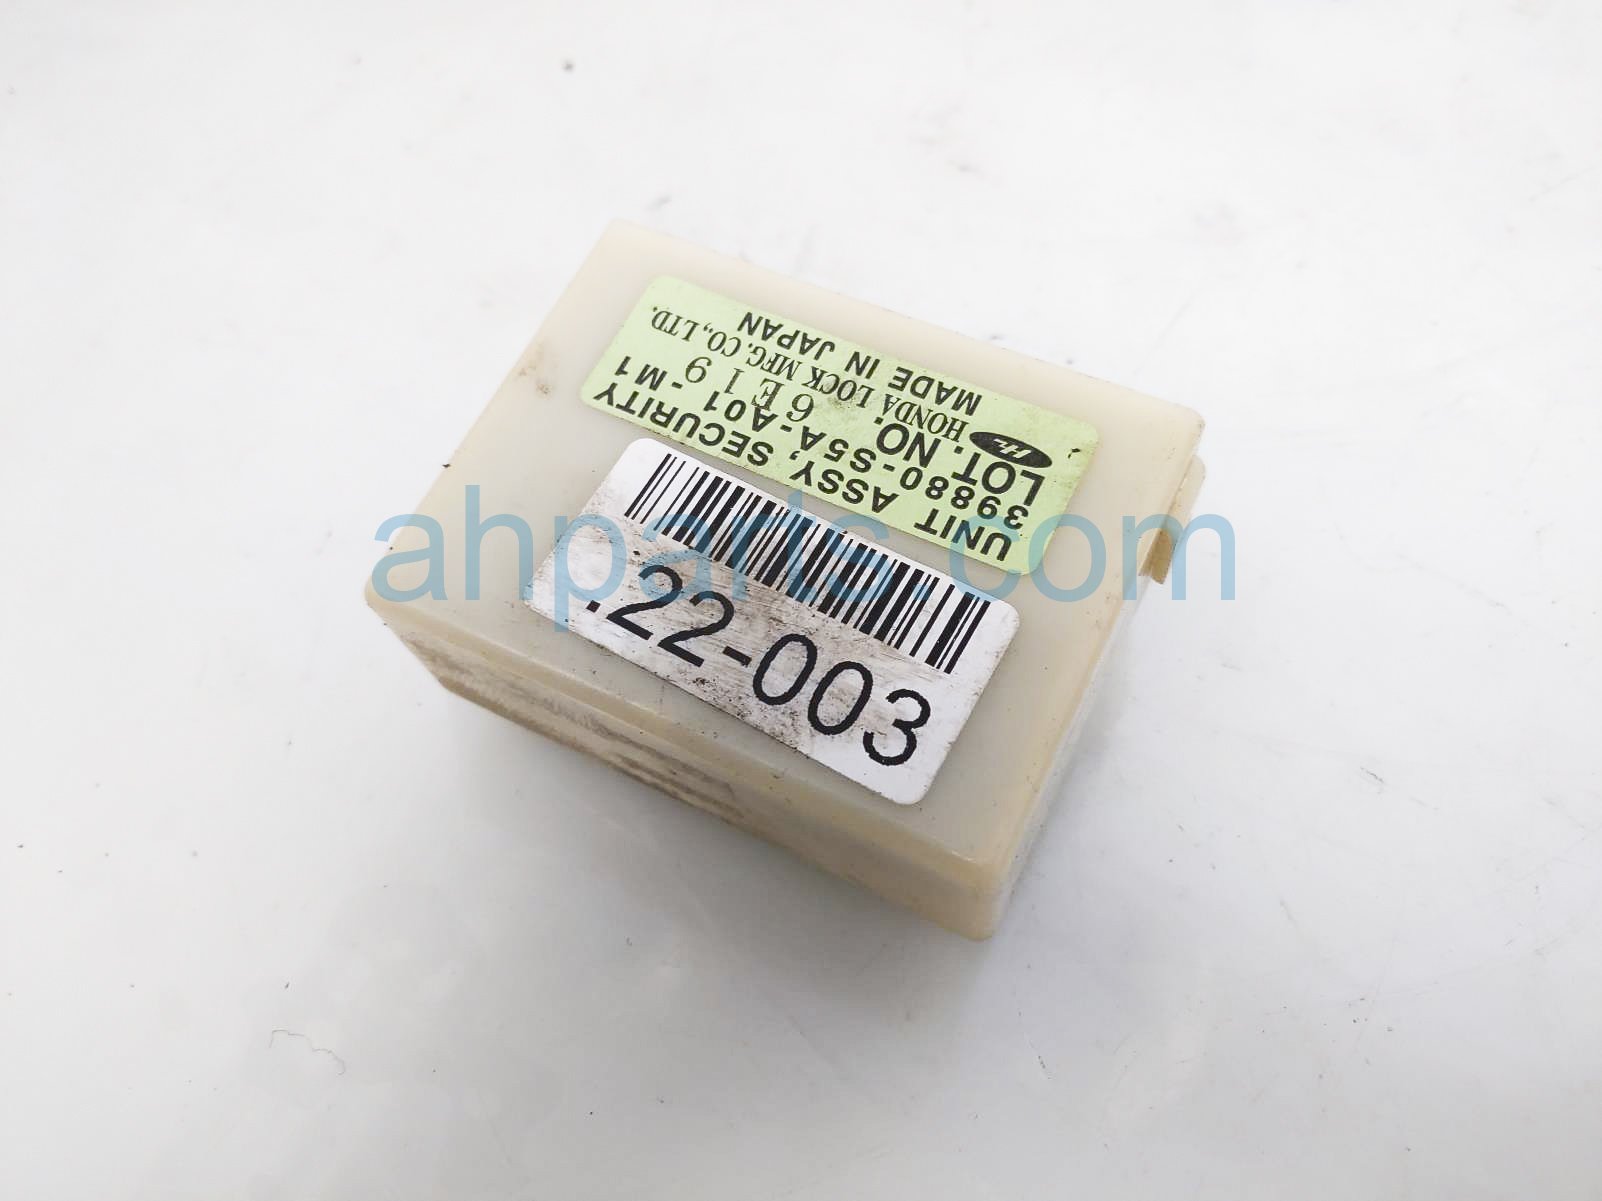 UNIT ASSY, SECURITY
39880-S5A-A01 -M1
LOT. NO. 6E19
HONDA LOCK MFG. CO., LTD.
MADE IN JAPAN
.22-003
ahparts.com